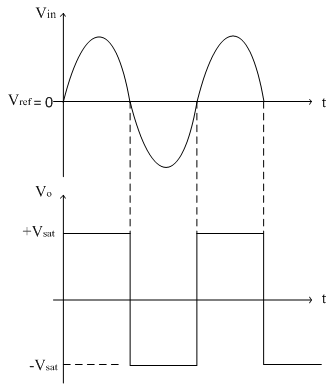 Vin
Vref = 0
t
Vo
+Vsat
t
-Vsat